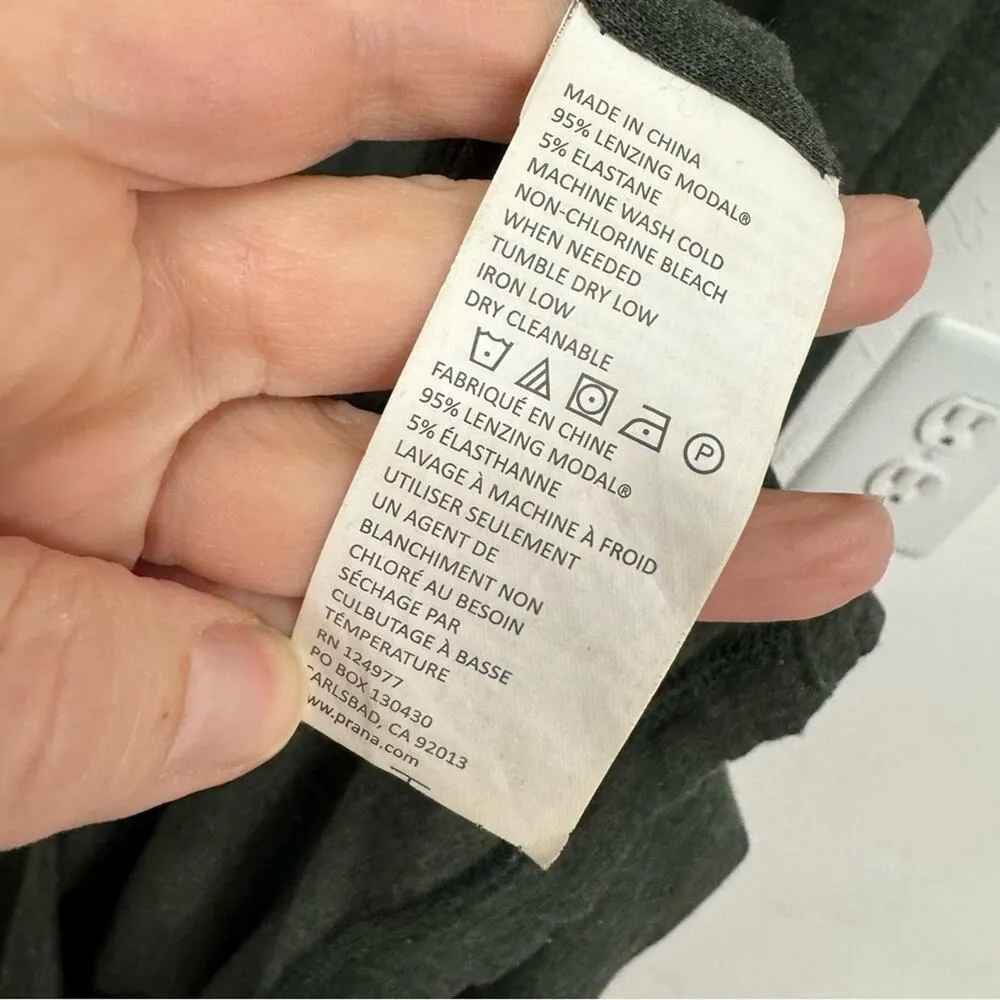 MADE IN CHINA
95% LENZING MODAL®
5% ELASTANE
MACHINE WASH COLD
NON-CHLORINE BLEACH
WHEN NEEDED
TUMBLE DRY LOW
IRON LOW
DRY CLEANABLE
P
FABRIQUÉ EN CHINE
95% LENZING MODAL®
5% ÉLASTHANNE
LAVAGE À MACHINE À FROID
UTILISER SEULEMENT
UN AGENT DE
BLANCHIMENT NON
CHLORÉ AU BESOIN
SÉCHAGE PAR
CULBUTAGE À BASSE
TÉMPERATURE
RN 124977
PO BOX 130430
ARLSBAD, CA 92013
ww.prana.com